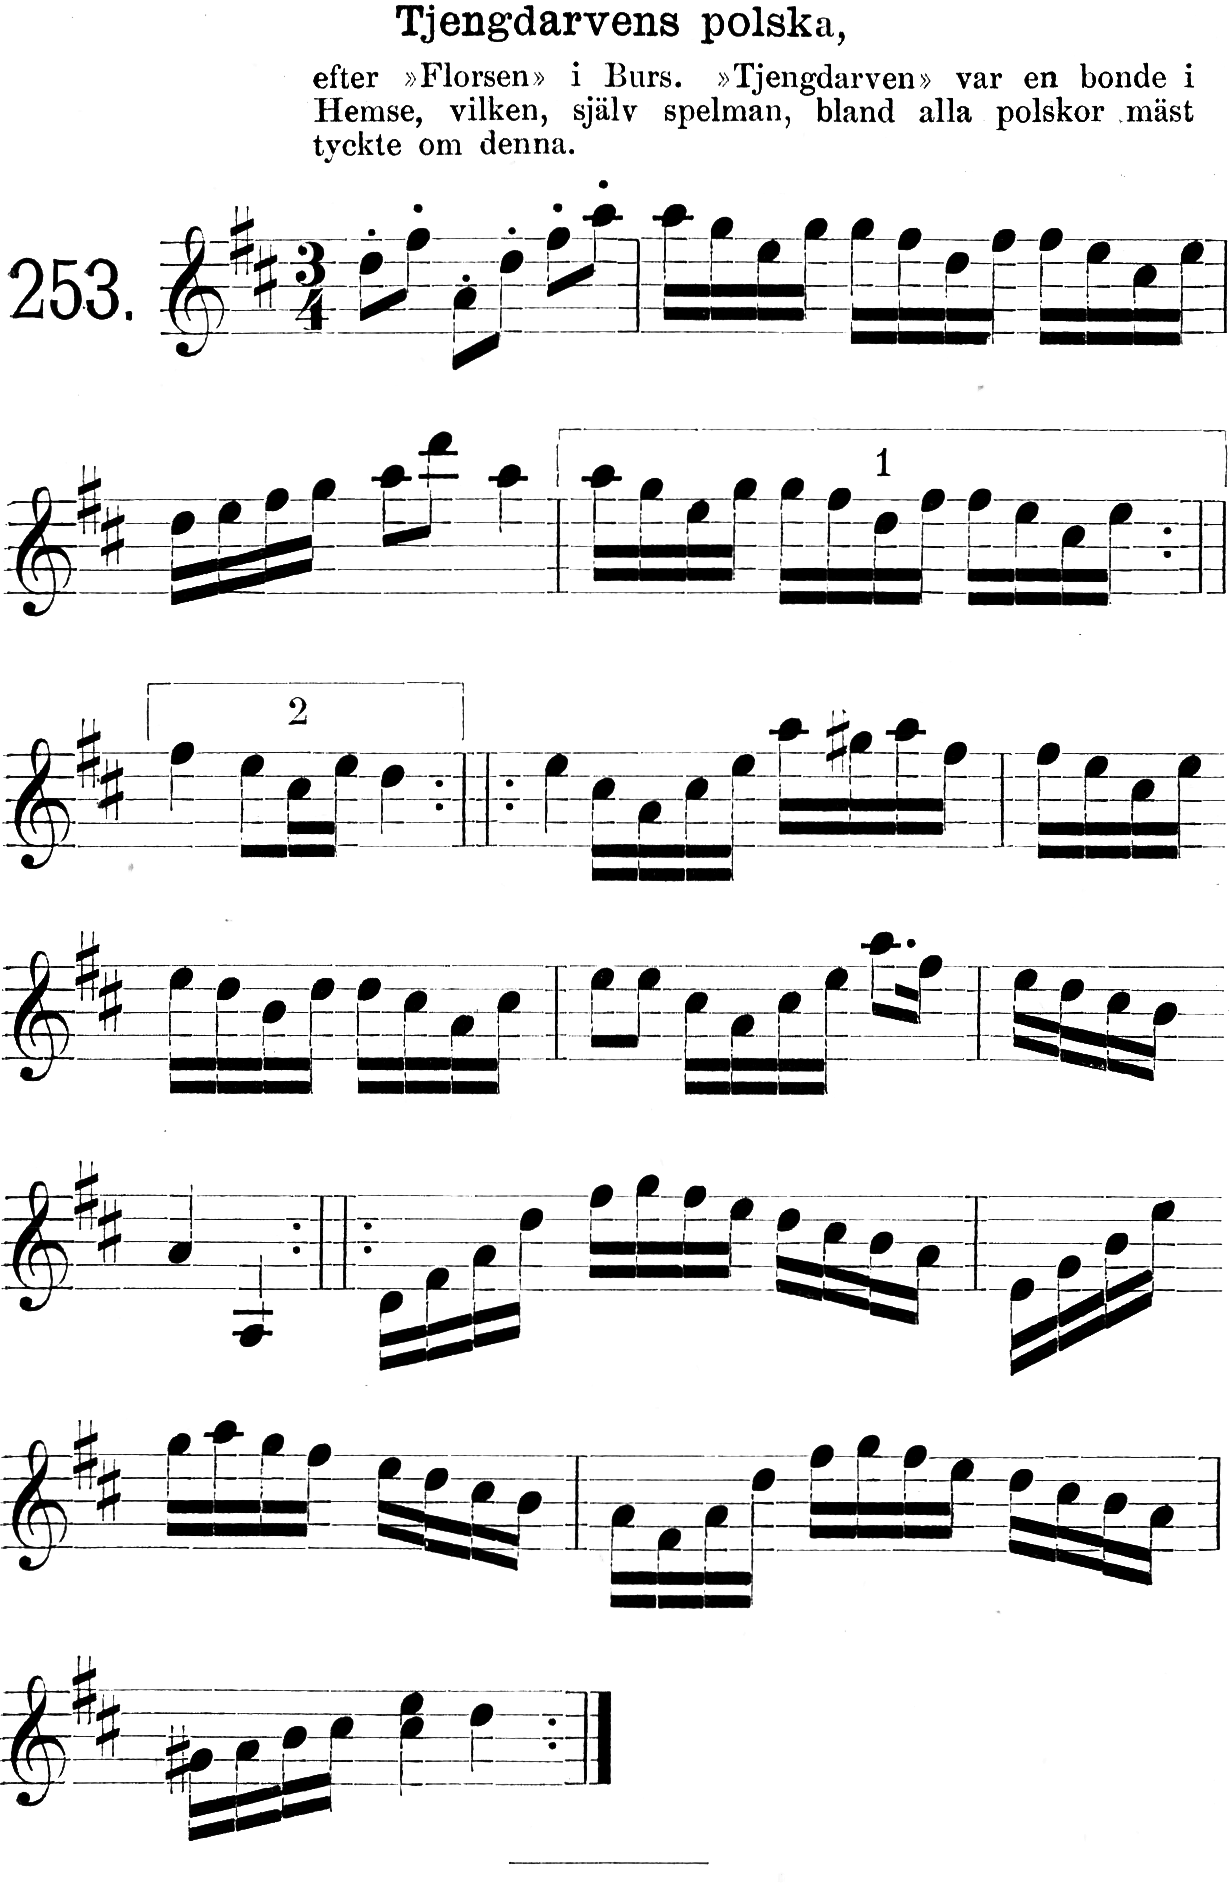 Tjengdarvens polska,
efter »Florsen» i Burs. »Tjengdarven» var en bonde i
Hemse, vilken, själv spelman, bland alla polskor mäst
tyckte om denna.
253.
3
4
1
2